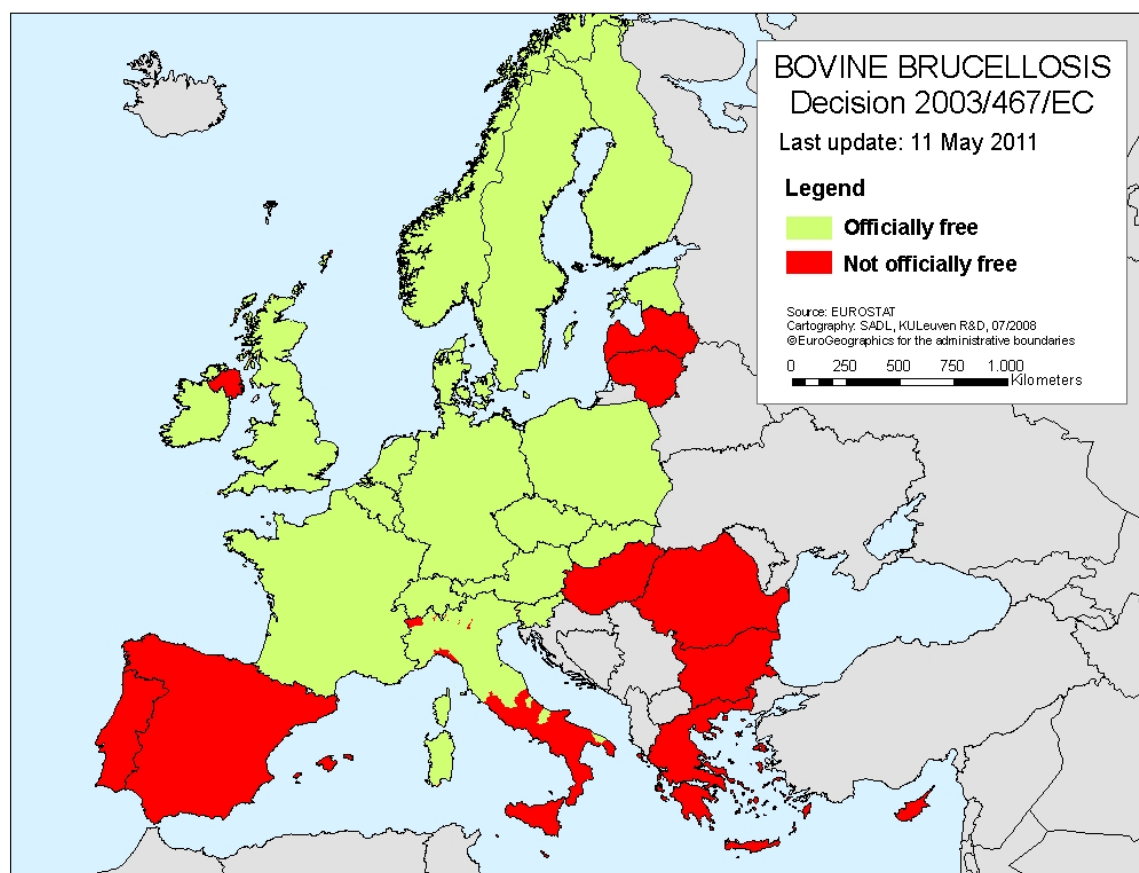 BOVINE BRUCELLOSIS
Decision 2003/467/EC
Last update: 11 May 2011
Legend
Officially free
Not officially free
Source: EUROSTAT
Cartography: SADL, KULeuven R&D, 07/2008
©EuroGeographics for the administrative boundaries
0 250 500 750 1.000
Kilometers